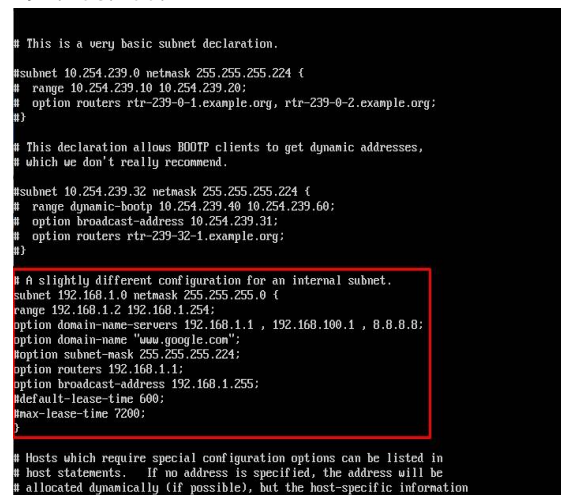 # This is a very basic subnet declaration.
#subnet 10.254.239.0 netmask 255.255.255.224 {
#  range 10.254.239.10 10.254.239.20;
#  option routers rtr-239-0-1.example.org, rtr-239-0-2.example.org;
#}
# This declaration allows BOOTP clients to get dynamic addresses,
# which we don't really recommend.
#subnet 10.254.239.32 netmask 255.255.255.224 {
#  range dynamic-bootp 10.254.239.40 10.254.239.60;
#  option broadcast-address 10.254.239.31;
#  option routers rtr-239-32-1.example.org;
#}
# A slightly different configuration for an internal subnet.
subnet 192.168.1.0 netmask 255.255.255.0 {
range 192.168.1.2 192.168.1.254;
option domain-name-servers 192.168.1.1 , 192.168.100.1 , 8.8.8.8;
option domain-name "www.google.com";
#option subnet-mask 255.255.255.224;
option routers 192.168.1.1;
option broadcast-address 192.168.1.255;
#default-lease-time 600;
#max-lease-time 7200;
}
# Hosts which require special configuration options can be listed in
# host statements.   If no address is specified, the address will be
# allocated dynamically (if possible), but the host-specific information